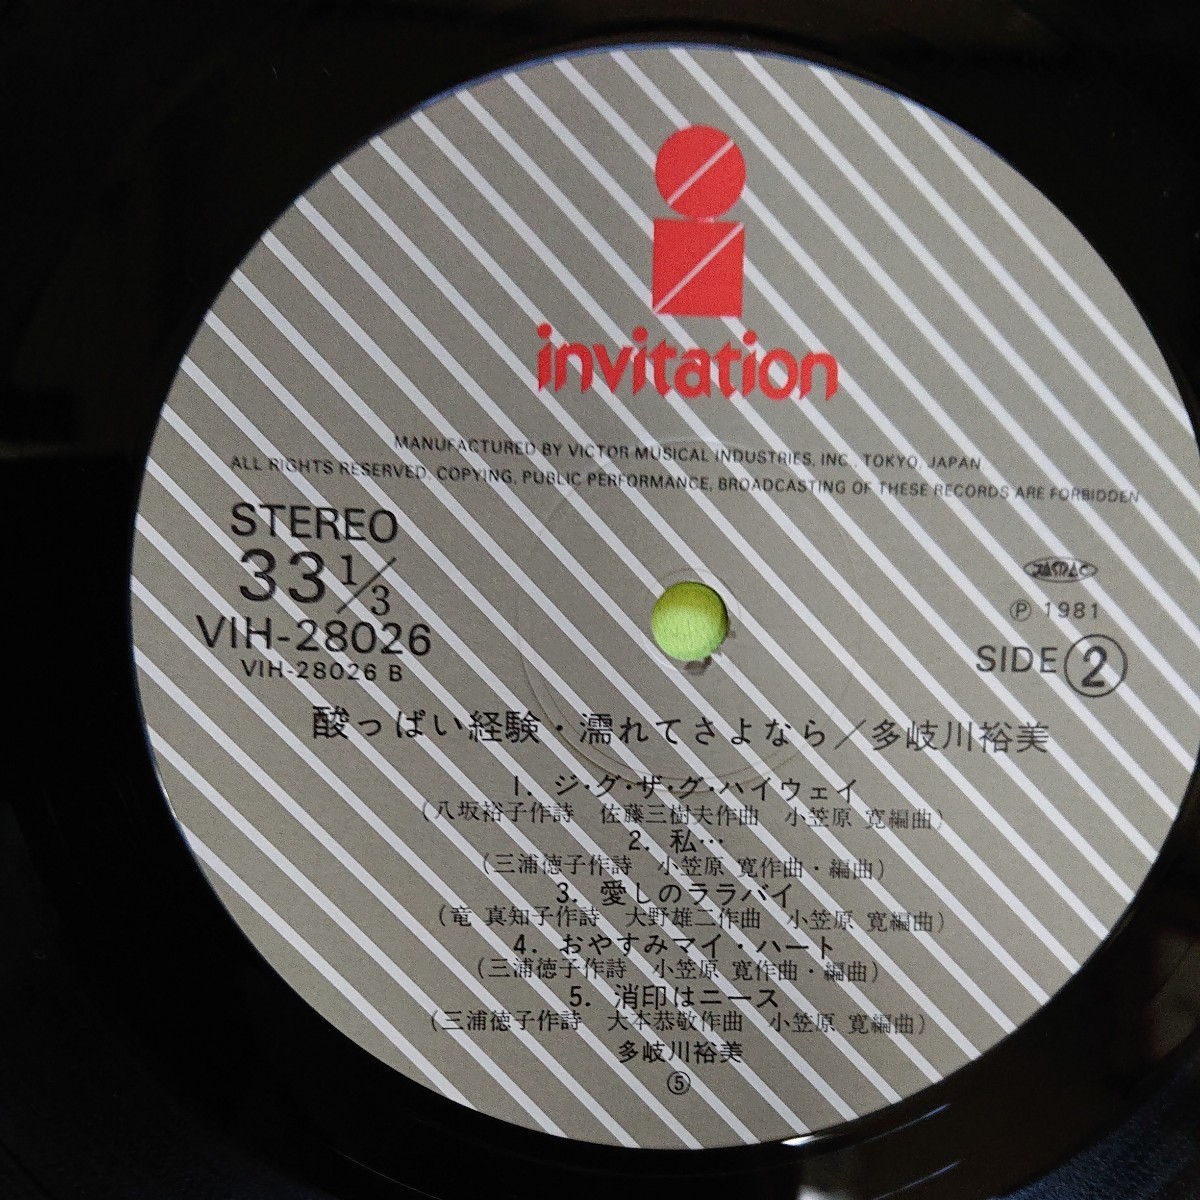 invitation
MANUFACTURED BY VICTOR MUSICAL INDUSTRIES, INC., TOKYO, JAPAN.
ALL RIGHTS RESERVED, COPYING, PUBLIC PERFORMANCE, BROADCASTING OF THESE RECORDS ARE FORBIDDEN
STEREO
33 1/3
VIH-28026
VIH-28026 B
JASRAC
Ⓟ 1981
SIDE ②
酸っぱい経験・濡れてさよなら／多岐川裕美
1. ジ・グ・ザ・グ・ハイウェイ
(八坂裕子作詩 佐藤三樹夫作曲 小笠原 寛編曲)
2. 私…
(三浦徳子作詩 小笠原 寛作曲・編曲)
3. 愛しのララバイ
(竜 真知子作詩 大野雄二作曲 小笠原 寛編曲)
4. おやすみマイ・ハート
(三浦徳子作詩 小笠原 寛作曲・編曲)
5. 消印はニース
(三浦徳子作詩 大本恭敬作曲 小笠原 寛編曲)
多岐川裕美
⑤